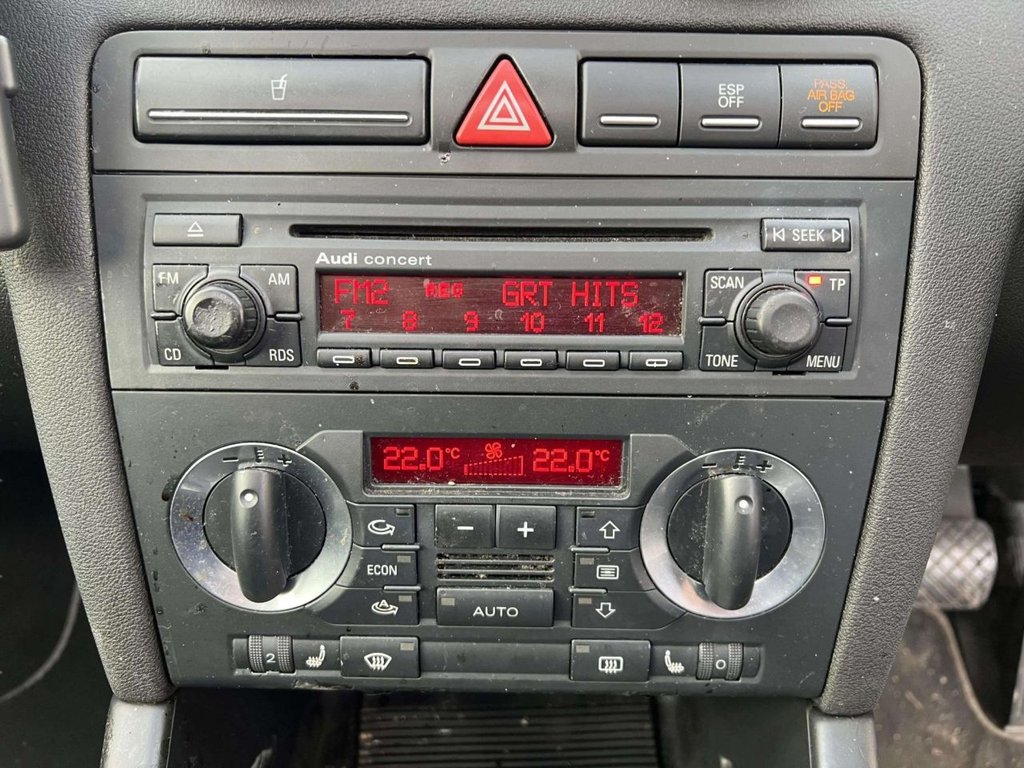 ESP
OFF
PASS
AIR BAG
OFF
SEEK
Audi concert
FM AM
FM2 REG GRT HITS
7 8 9 10 11 12
CD RDS
SCAN TP
TONE MENU
22.0°C 22.0°C
- +
- +
- +
ECON
AUTO
2
0